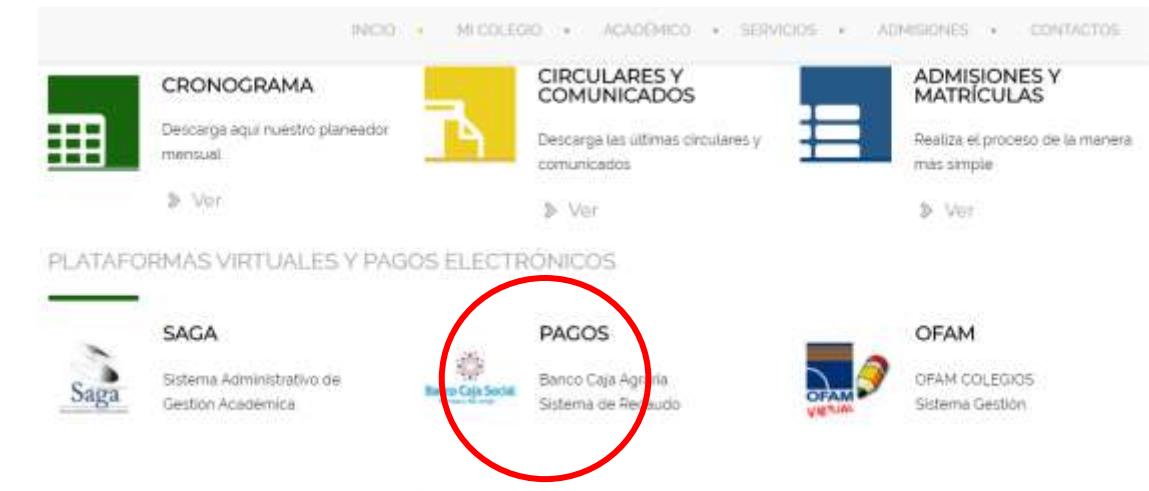 INICIO • MI COLEGIO • ACADÉMICO • SERVICIOS • ADMISIONES • CONTACTOS
CRONOGRAMA
Descarga aquí nuestro planeador
mensual
Ver
CIRCULARES Y
COMUNICADOS
Descarga las últimas circulares y
comunicados
Ver
ADMISIONES Y
MATRÍCULAS
Realiza el proceso de la manera
más simple
Ver
PLATAFORMAS VIRTUALES Y PAGOS ELECTRÓNICOS
Saga
SAGA
Sistema Administrativo de
Gestión Académica
Banco Caja Social
PAGOS
Banco Caja Agraria
Sistema de Recaudo
OFAM
VIRTUAL
OFAM
OFAM COLEGIOS
Sistema Gestión